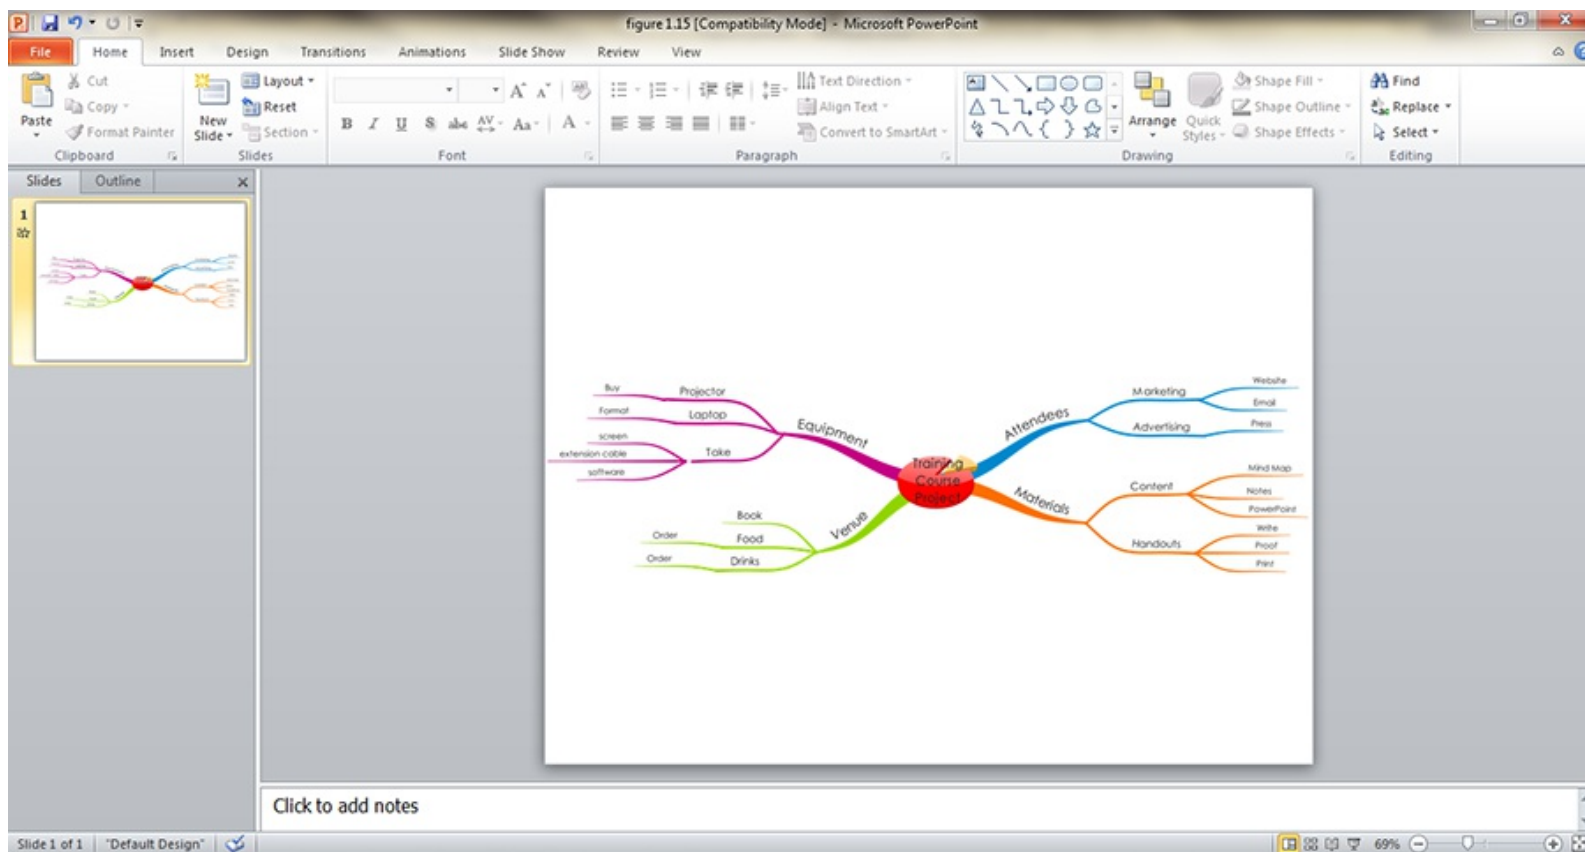 figure 1.15 [Compatibility Mode] - Microsoft PowerPoint
File Home Insert Design Transitions Animations Slide Show Review View
Paste
Cut
Copy
Format Painter
Clipboard
New Slide
Layout
Reset
Section
Slides
B I U S abc AV Aa A
Font
Text Direction
Align Text
Convert to SmartArt
Paragraph
Arrange
Quick Styles
Shape Fill
Shape Outline
Shape Effects
Drawing
Find
Replace
Select
Editing
Slides Outline
1
Training
Course
Project
Equipment
Projector
Buy
Laptop
Format
Take
screen
extension cable
software
Venue
Book
Food
Order
Drinks
Order
Attendees
Marketing
Website
Email
Advertising
Press
Materials
Content
Mind Map
Notes
PowerPoint
Handouts
Write
Proof
Print
Click to add notes
Slide 1 of 1 "Default Design" 69%